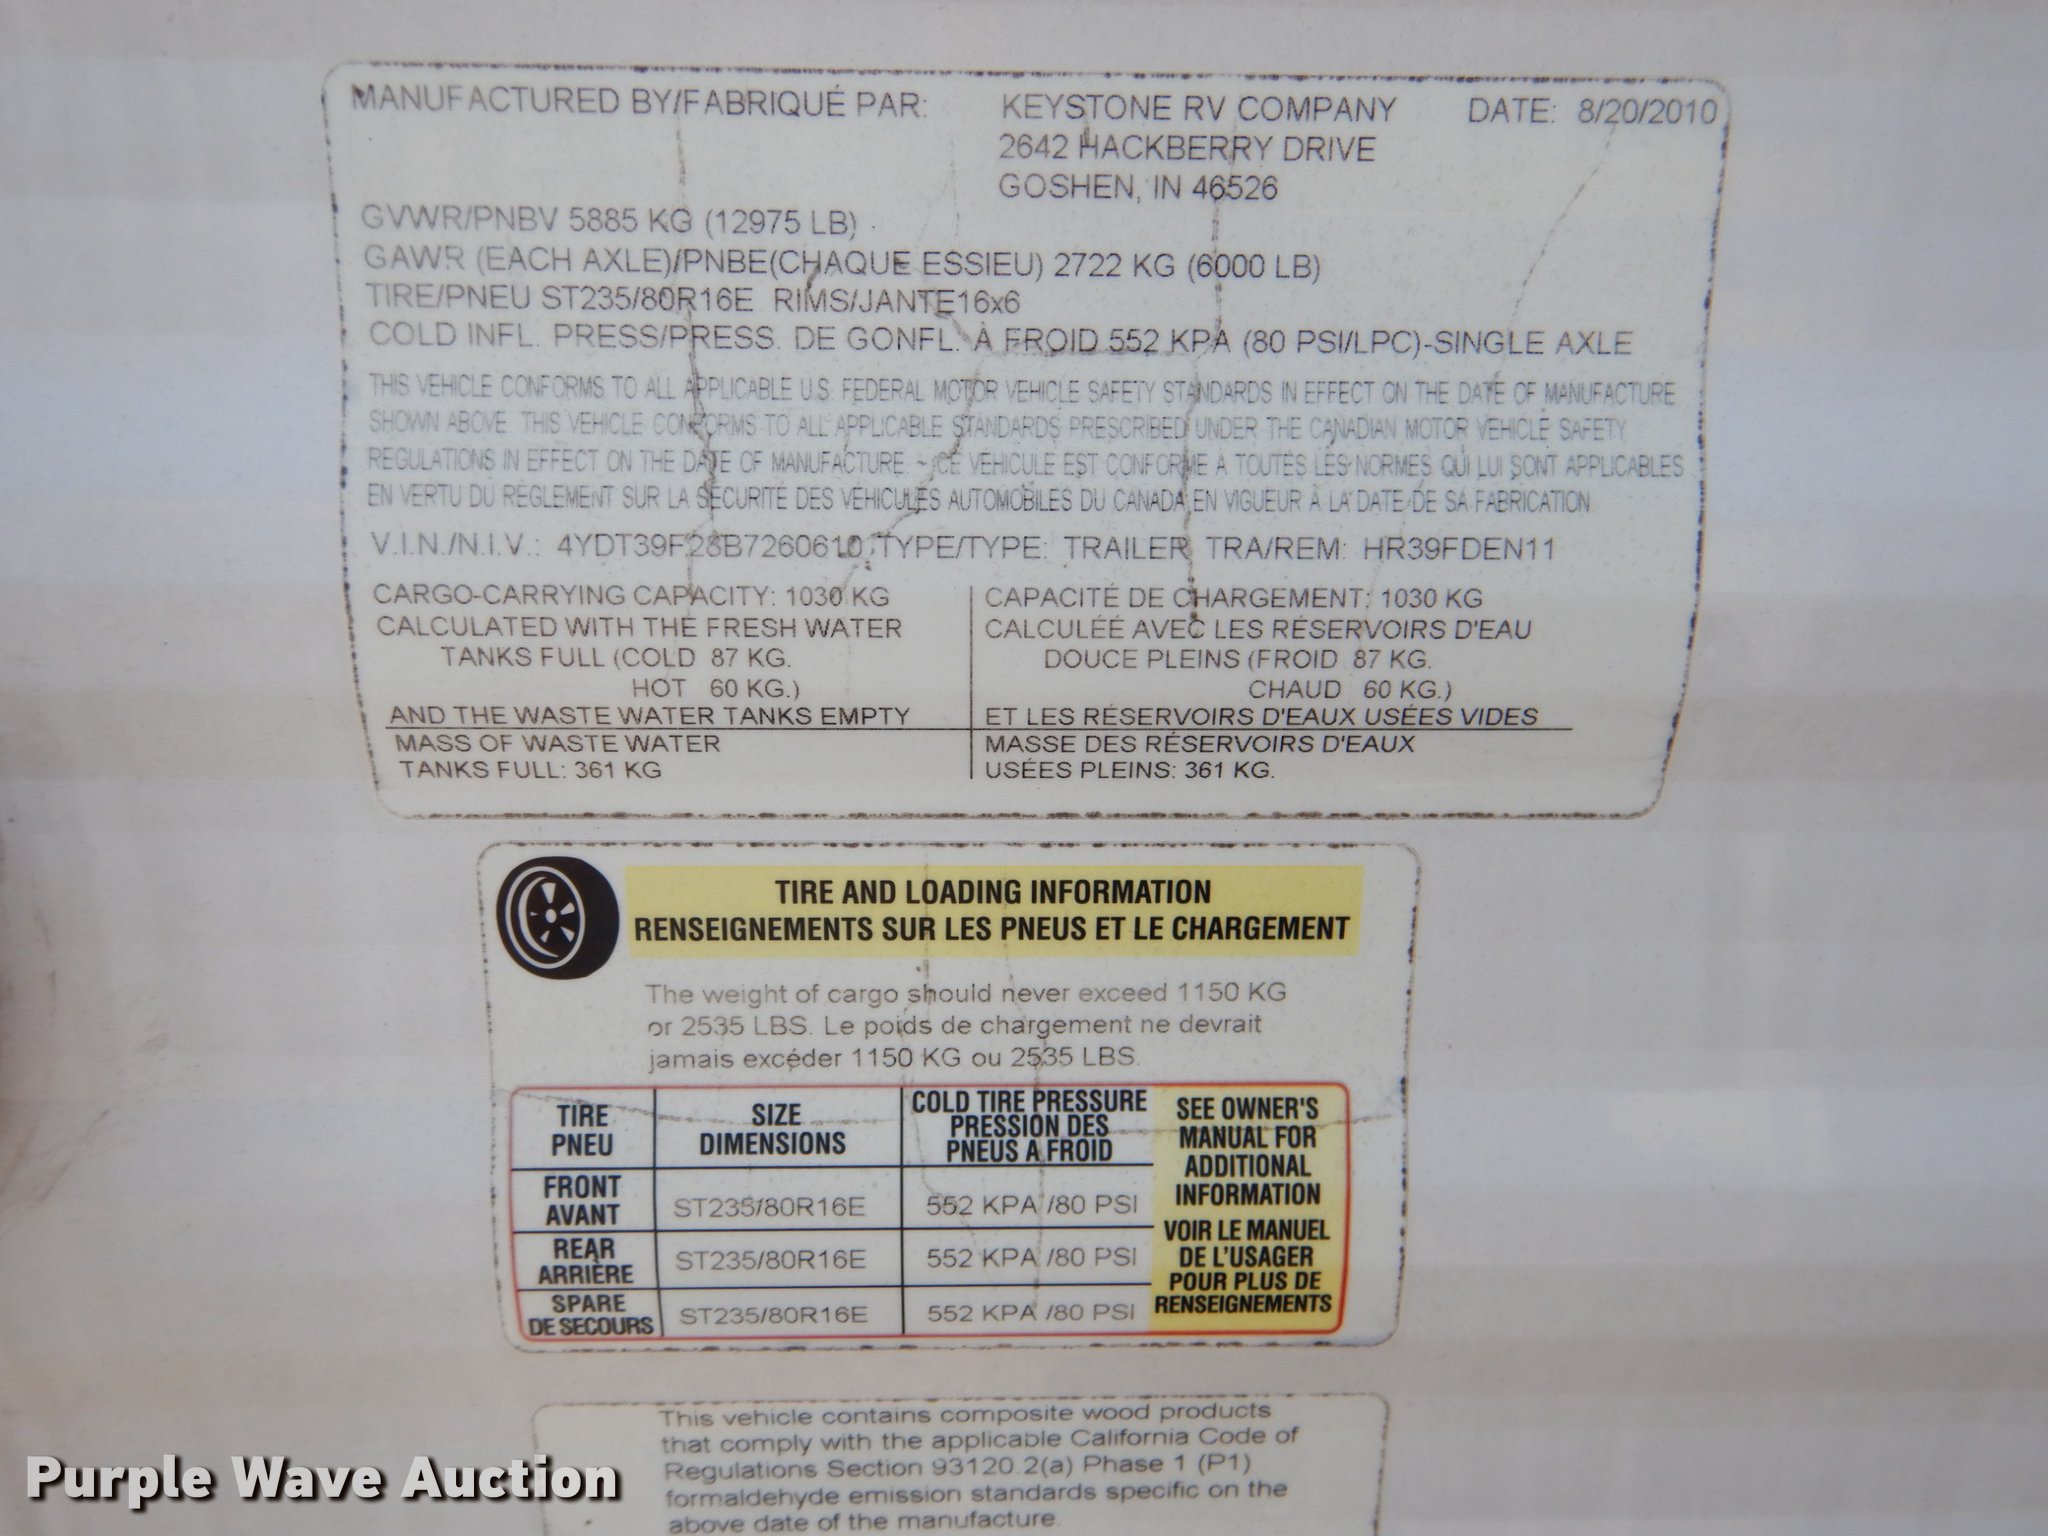 MANUFACTURED BY/FABRIQUÉ PAR: KEYSTONE RV COMPANY DATE: 8/20/2010
2642 HACKBERRY DRIVE
GOSHEN, IN 46526
GVWR/PNBV 5885 KG (12975 LB)
GAWR (EACH AXLE)/PNBE(CHAQUE ESSIEU) 2722 KG (6000 LB)
TIRE/PNEU ST235/80R16E RIMS/JANTE16x6
COLD INFL. PRESS/PRESS. DE GONFL. À FROID 552 KPA (80 PSI/LPC)-SINGLE AXLE
THIS VEHICLE CONFORMS TO ALL APPLICABLE U.S. FEDERAL MOTOR VEHICLE SAFETY STANDARDS IN EFFECT ON THE DATE OF MANUFACTURE
SHOWN ABOVE. THIS VEHICLE CONFORMS TO ALL APPLICABLE STANDARDS PRESCRIBED UNDER THE CANADIAN MOTOR VEHICLE SAFETY
REGULATIONS IN EFFECT ON THE DATE OF MANUFACTURE. ~ CE VÉHICULE EST CONFORME À TOUTES LES NORMES QUI LUI SONT APPLICABLES
EN VERTU DU RÈGLEMENT SUR LA SÉCURITÉ DES VÉHICULES AUTOMOBILES DU CANADA EN VIGUEUR À LA DATE DE SA FABRICATION.
V.I.N./N.I.V.: 4YDT39F28B7260610 TYPE/TYPE: TRAILER TRA/REM: HR39FDEN11
CARGO-CARRYING CAPACITY: 1030 KG
CALCULATED WITH THE FRESH WATER
TANKS FULL (COLD 87 KG.
HOT 60 KG.)
AND THE WASTE WATER TANKS EMPTY
MASS OF WASTE WATER
TANKS FULL: 361 KG
CAPACITÉ DE CHARGEMENT: 1030 KG
CALCULÉÉ AVEC LES RÉSERVOIRS D'EAU
DOUCE PLEINS (FROID 87 KG.
CHAUD 60 KG.)
ET LES RÉSERVOIRS D'EAUX USÉES VIDES
MASSE DES RÉSERVOIRS D'EAUX
USÉES PLEINS: 361 KG.
TIRE AND LOADING INFORMATION
RENSEIGNEMENTS SUR LES PNEUS ET LE CHARGEMENT
The weight of cargo should never exceed 1150 KG
or 2535 LBS. Le poids de chargement ne devrait
jamais excéder 1150 KG ou 2535 LBS.
TIRE
PNEU
SIZE
DIMENSIONS
COLD TIRE PRESSURE
PRESSION DES
PNEUS A FROID
FRONT
AVANT
ST235/80R16E 552 KPA /80 PSI
REAR
ARRIÈRE
ST235/80R16E 552 KPA /80 PSI
SPARE
DE SECOURS
ST235/80R16E 552 KPA /80 PSI
SEE OWNER'S
MANUAL FOR
ADDITIONAL
INFORMATION
VOIR LE MANUEL
DE L'USAGER
POUR PLUS DE
RENSEIGNEMENTS
This vehicle contains composite wood products
that comply with the applicable California Code of
Regulations Section 93120.2(a) Phase 1 (P1)
formaldehyde emission standards specific on the
above date of the manufacture.
Purple Wave Auction